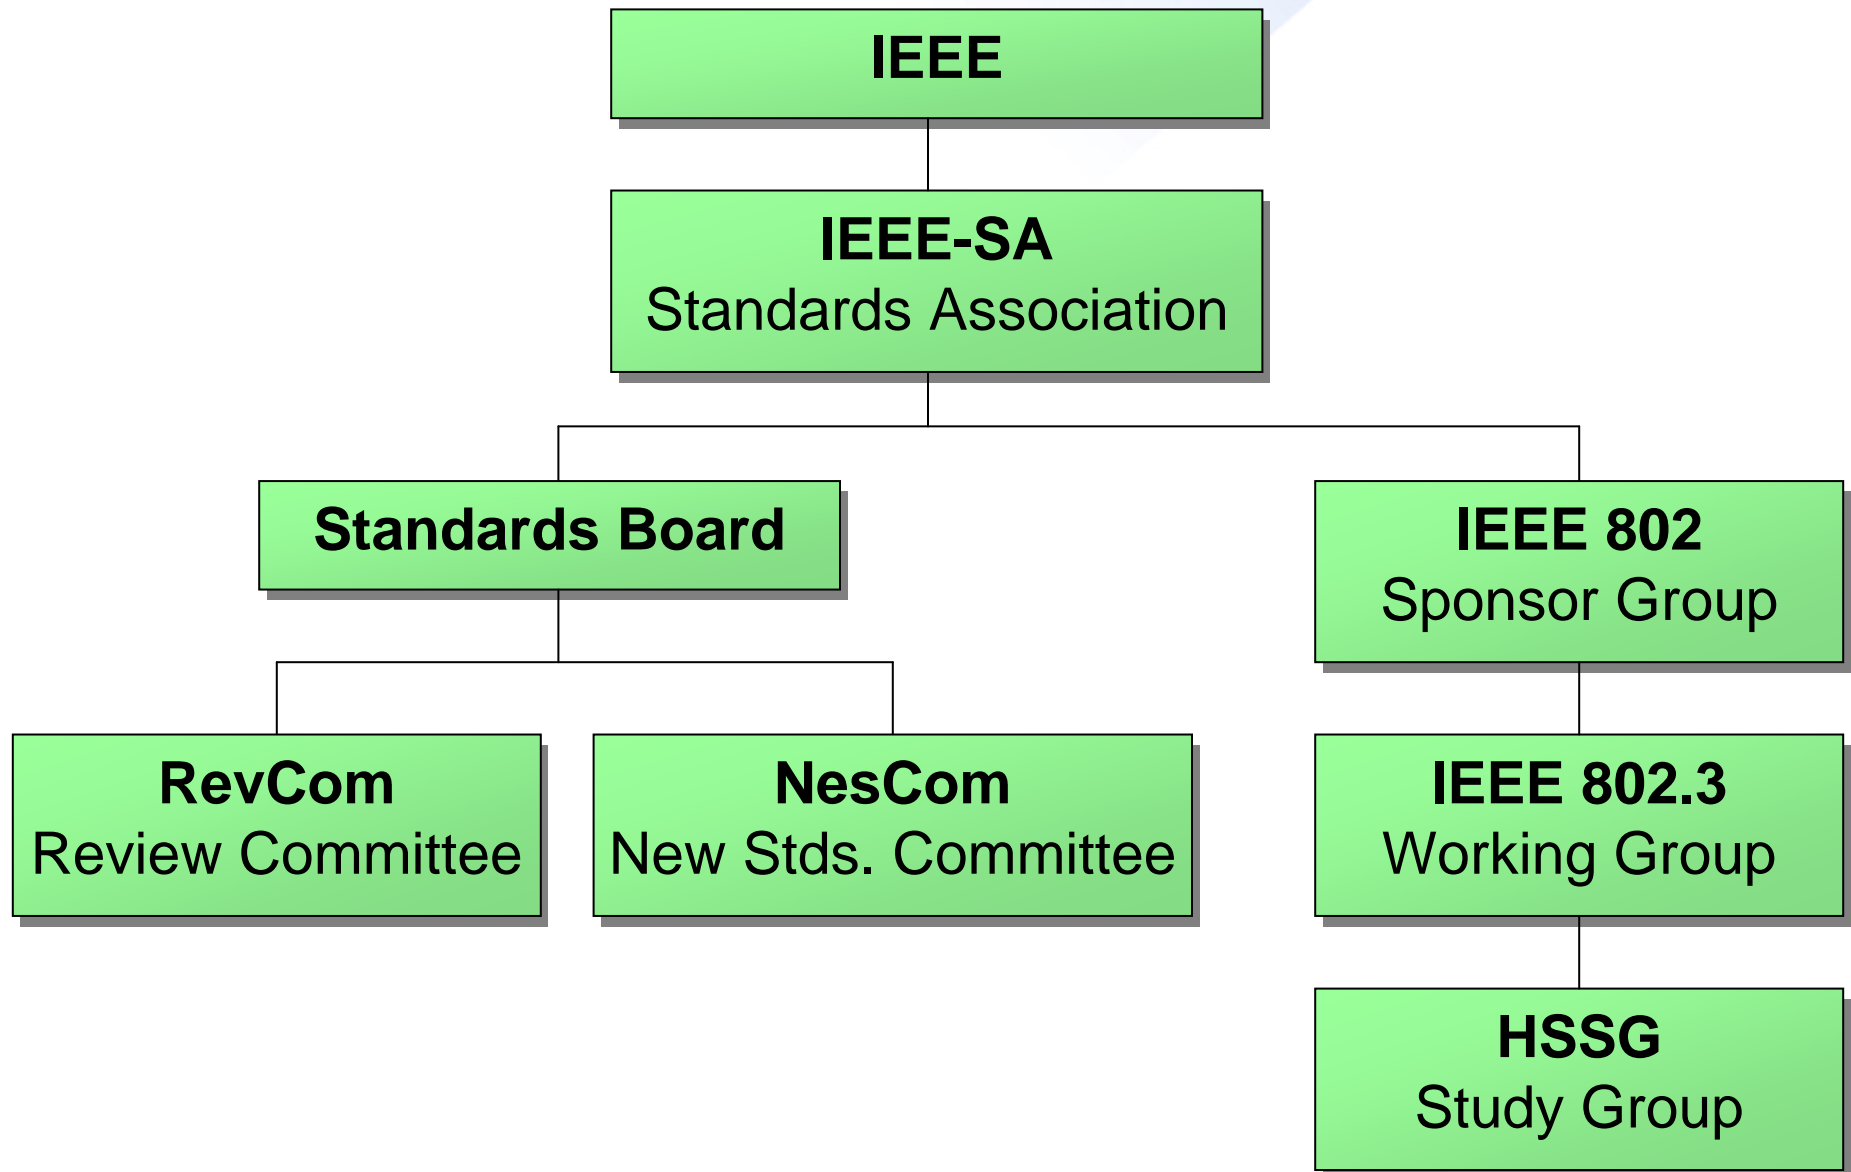 IEEE
IEEE-SA
Standards Association
Standards Board
IEEE 802
Sponsor Group
RevCom
Review Committee
NesCom
New Stds. Committee
IEEE 802.3
Working Group
HSSG
Study Group